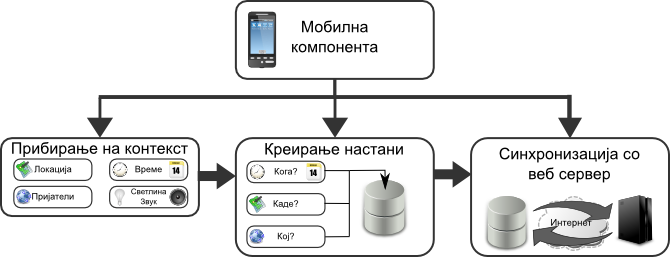 Мобилна
компонента
Прибирање на контекст
Локација
Време
14
Пријатели
Светлина
Звук
Креирање настани
Кога?
14
Каде?
Кој?
Синхронизација со
веб сервер
Интернет